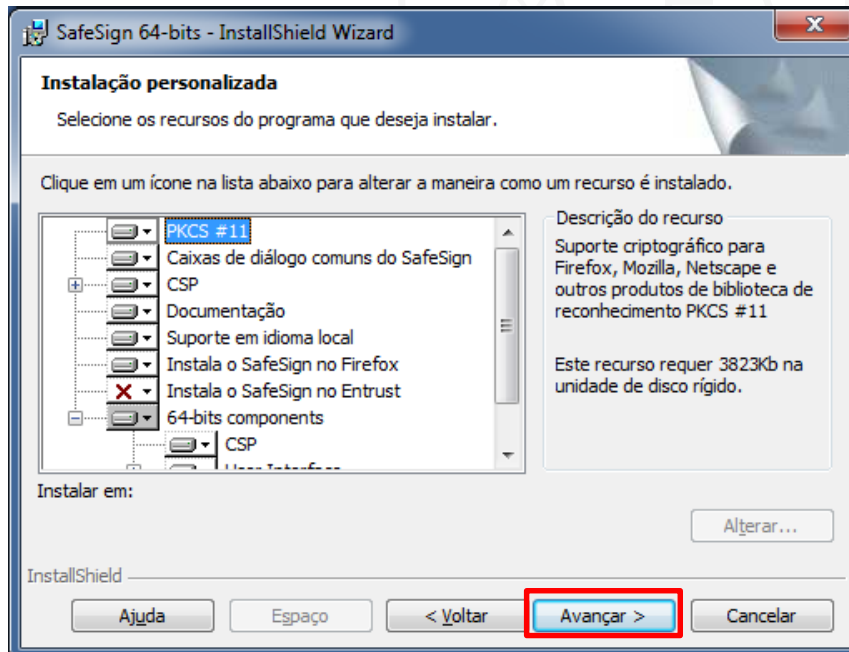 SafeSign 64-bits - InstallShield Wizard
Instalação personalizada
Selecione os recursos do programa que deseja instalar.
Clique em um ícone na lista abaixo para alterar a maneira como um recurso é instalado.
PKCS #11
Caixas de diálogo comuns do SafeSign
CSP
Documentação
Suporte em idioma local
Instala o SafeSign no Firefox
Instala o SafeSign no Entrust
64-bits components
CSP
User Interface
Descrição do recurso
Suporte criptográfico para
Firefox, Mozilla, Netscape e
outros produtos de biblioteca de
reconhecimento PKCS #11
Este recurso requer 3823Kb na
unidade de disco rígido.
Instalar em:
Alterar...
InstallShield
Ajuda
Espaço
< Voltar
Avançar >
Cancelar